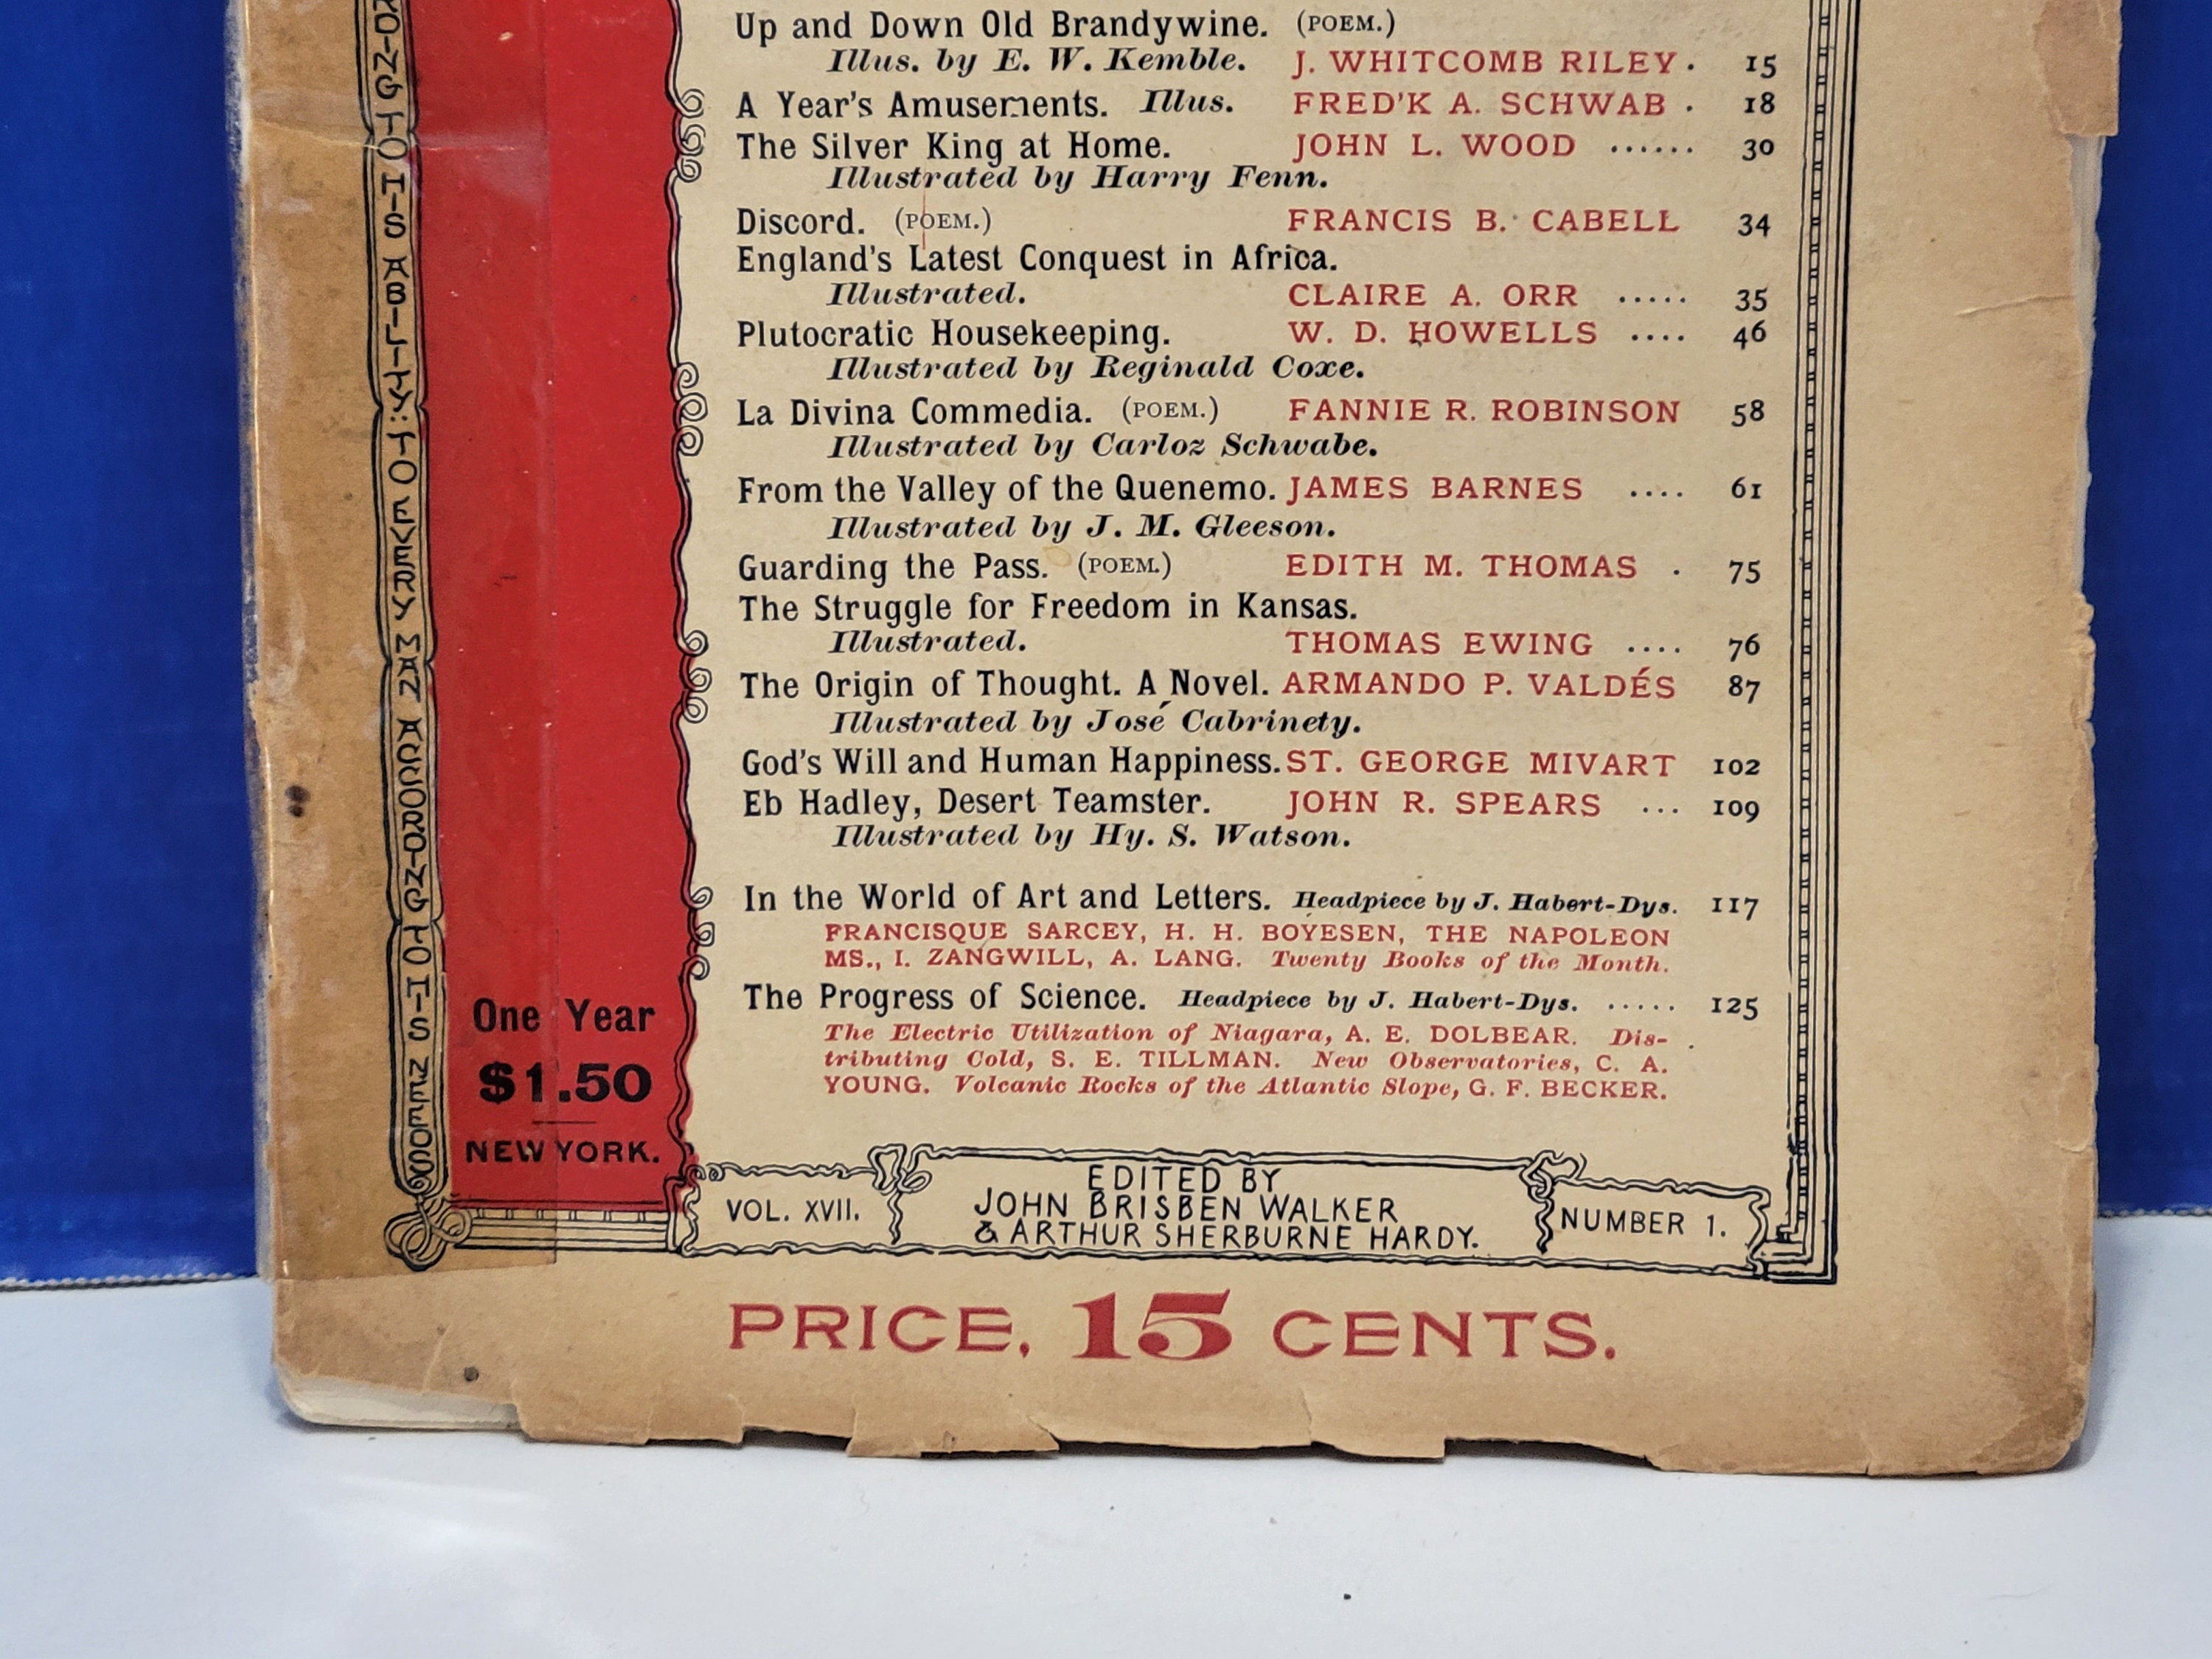 RDING TO HIS ABILITY: TO EVERY MAN ACCORDING TO HIS NEEDS
Up and Down Old Brandywine. (POEM.)
Illus. by E. W. Kemble. J. WHITCOMB RILEY . 15
A Year's Amusements. Illus. FRED'K A. SCHWAB . 18
The Silver King at Home. JOHN L. WOOD ...... 30
Illustrated by Harry Fenn.
Discord. (POEM.) FRANCIS B. CABELL 34
England's Latest Conquest in Africa.
Illustrated. CLAIRE A. ORR ..... 35
Plutocratic Housekeeping. W. D. HOWELLS .... 46
Illustrated by Reginald Coxe.
La Divina Commedia. (POEM.) FANNIE R. ROBINSON 58
Illustrated by Carloz Schwabe.
From the Valley of the Quenemo. JAMES BARNES .... 61
Illustrated by J. M. Gleeson.
Guarding the Pass. (POEM.) EDITH M. THOMAS . 75
The Struggle for Freedom in Kansas.
Illustrated. THOMAS EWING .... 76
The Origin of Thought. A Novel. ARMANDO P. VALDÉS 87
Illustrated by José Cabrinety.
God's Will and Human Happiness. ST. GEORGE MIVART 102
Eb Hadley, Desert Teamster. JOHN R. SPEARS ... 109
Illustrated by Hy. S. Watson.
In the World of Art and Letters. Headpiece by J. Habert-Dys. 117
FRANCISQUE SARCEY, H. H. BOYESEN, THE NAPOLEON
MS., I. ZANGWILL, A. LANG. Twenty Books of the Month.
The Progress of Science. Headpiece by J. Habert-Dys. ..... 125
The Electric Utilization of Niagara, A. E. DOLBEAR. Dis-
tributing Cold, S. E. TILLMAN. New Observatories, C. A.
YOUNG. Volcanic Rocks of the Atlantic Slope, G. F. BECKER.
One Year
$1.50
NEW YORK.
VOL. XVII.
EDITED BY
JOHN BRISBEN WALKER
& ARTHUR SHERBURNE HARDY.
NUMBER 1.
PRICE, 15 CENTS.